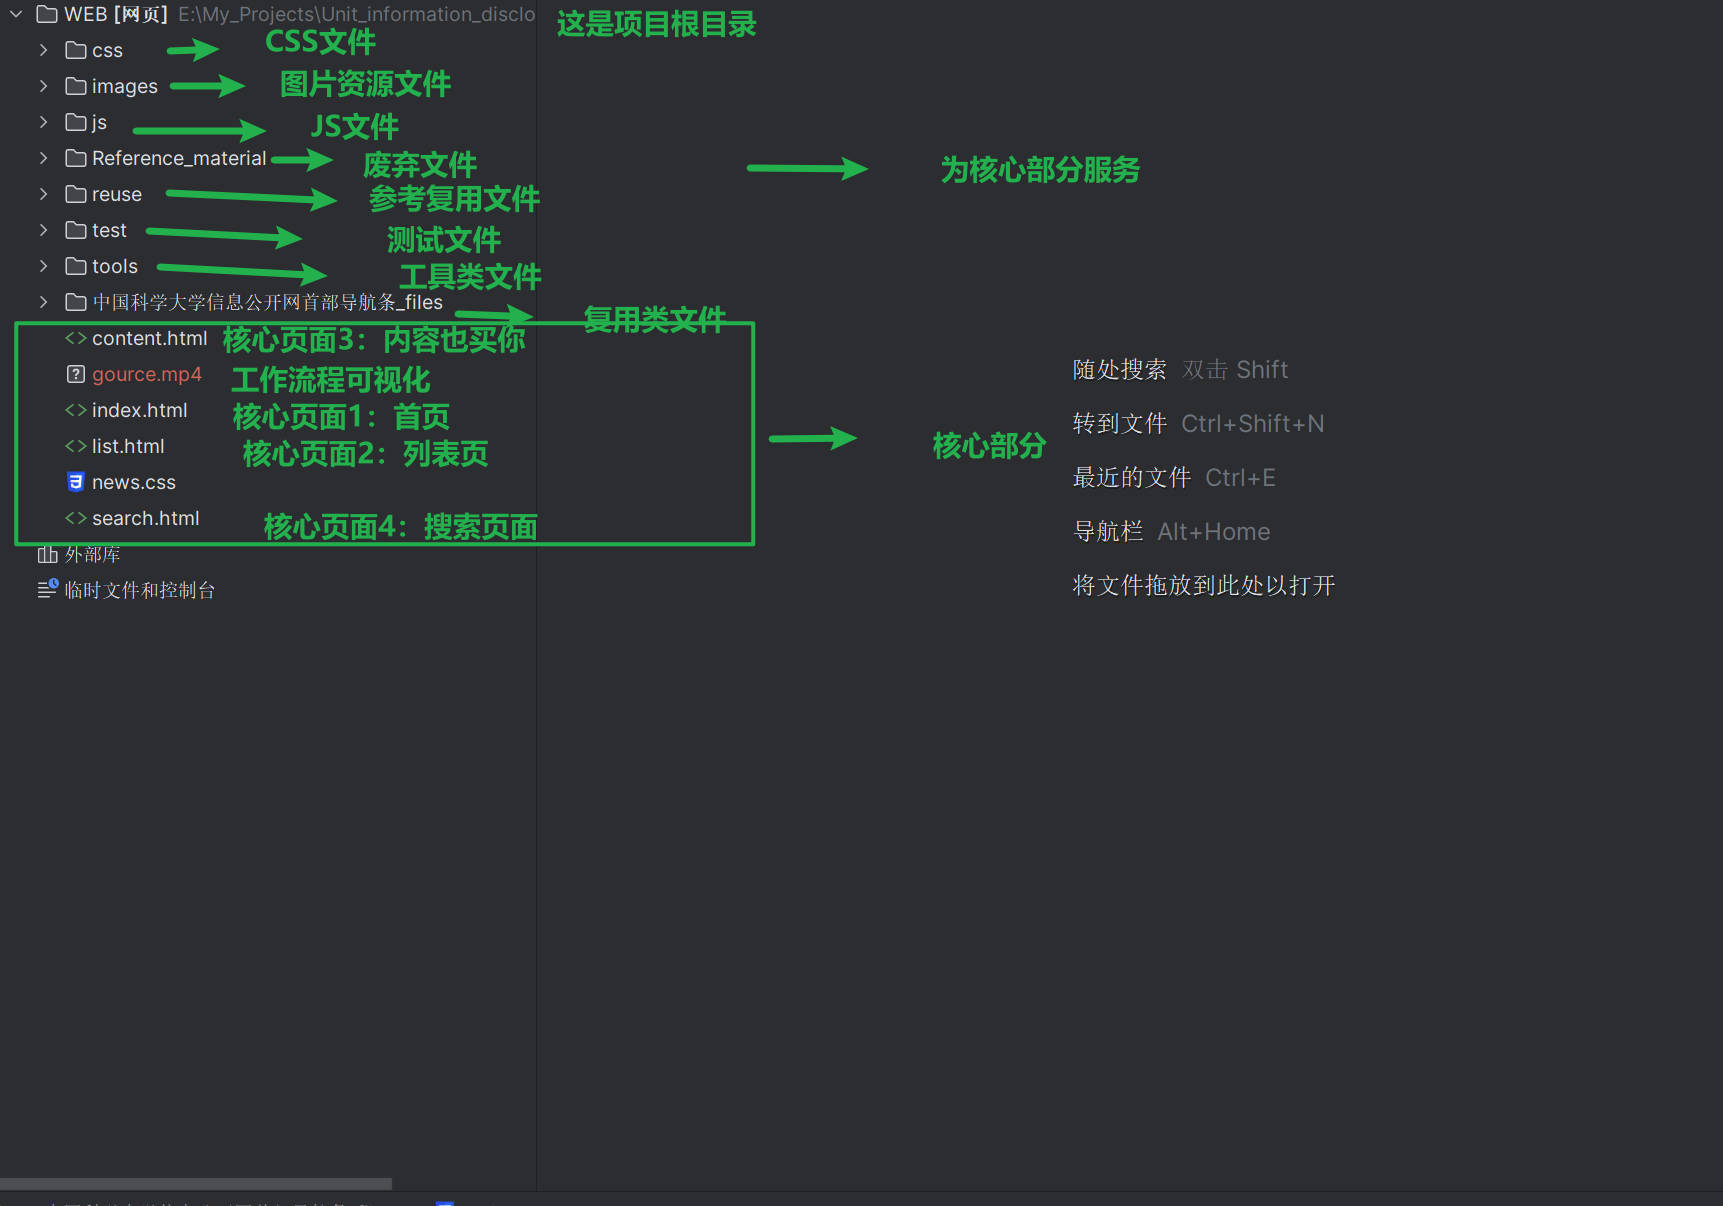 WEB [网页] E:\My_Projects\Unit_information_disclo 这是项目根目录
css CSS文件
images 图片资源文件
js JS文件
Reference_material 废弃文件
为核心部分服务
reuse 参考复用文件
test 测试文件
tools 工具类文件
中国科学大学信息公开网首部导航条_files 复用类文件
content.html 核心页面3：内容也买你
gource.mp4 工作流程可视化
index.html 核心页面1：首页
list.html 核心页面2：列表页
核心部分
news.css
search.html 核心页面4：搜索页面
外部库
临时文件和控制台
随处搜索 双击 Shift
转到文件 Ctrl+Shift+N
最近的文件 Ctrl+E
导航栏 Alt+Home
将文件拖放到此处以打开